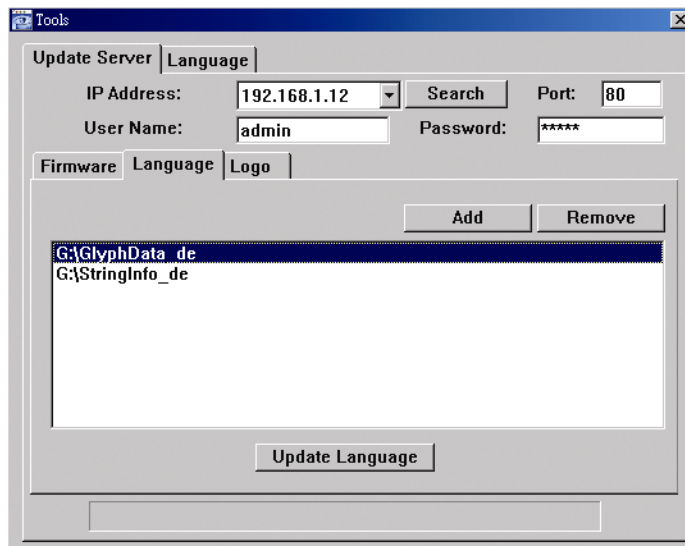 Tools
Update Server Language
IP Address: 192.168.1.12 Search Port: 80
User Name: admin Password: *****
Firmware Language Logo
Add Remove
G:\GlyphData_de
G:\StringInfo_de
Update Language